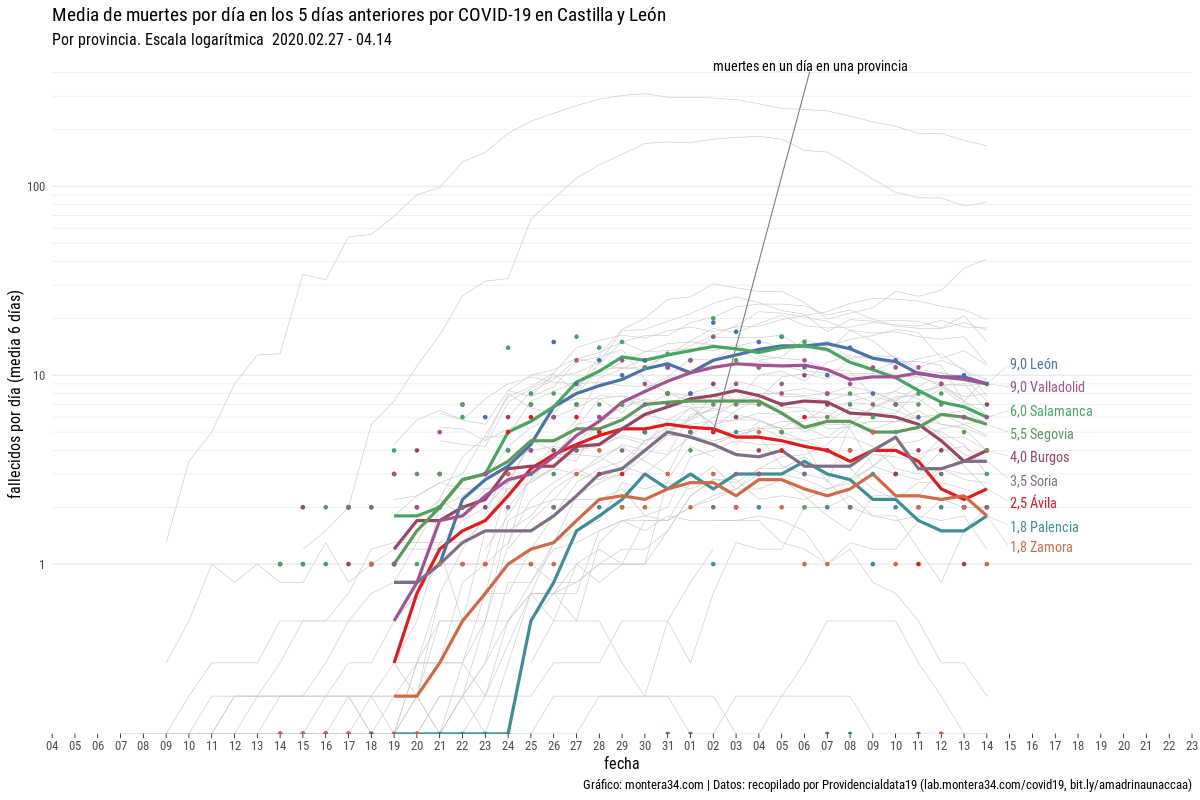 Media de muertes por día en los 5 días anteriores por COVID-19 en Castilla y León
Por provincia. Escala logarítmica 2020.02.27 - 04.14
muertes en un día en una provincia
fallecidos por día (media 6 días)
100
10
1
9,0 León
9,0 Valladolid
6,0 Salamanca
5,5 Segovia
4,0 Burgos
3,5 Soria
2,5 Ávila
1,8 Palencia
1,8 Zamora
04 05 06 07 08 09 10 11 12 13 14 15 16 17 18 19 20 21 22 23 24 25 26 27 28 29 30 31 01 02 03 04 05 06 07 08 09 10 11 12 13 14 15 16 17 18 19 20 21 22 23
fecha
Gráfico: montera34.com | Datos: recopilado por Providencialdata19 (lab.montera34.com/covid19, bit.ly/amadrinaunaccaa)